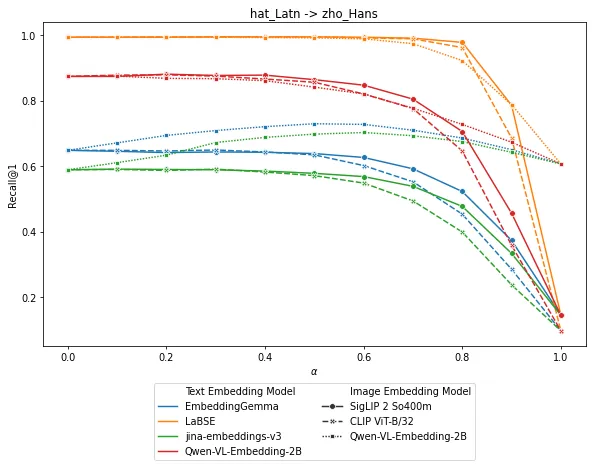 hat_Latn -> zho_Hans
Recall@1
1.0
0.8
0.6
0.4
0.2
0.0 0.2 0.4 0.6 0.8 1.0
α
Text Embedding Model
EmbeddingGemma
LaBSE
jina-embeddings-v3
Qwen-VL-Embedding-2B
Image Embedding Model
SigLIP 2 So400m
CLIP ViT-B/32
Qwen-VL-Embedding-2B